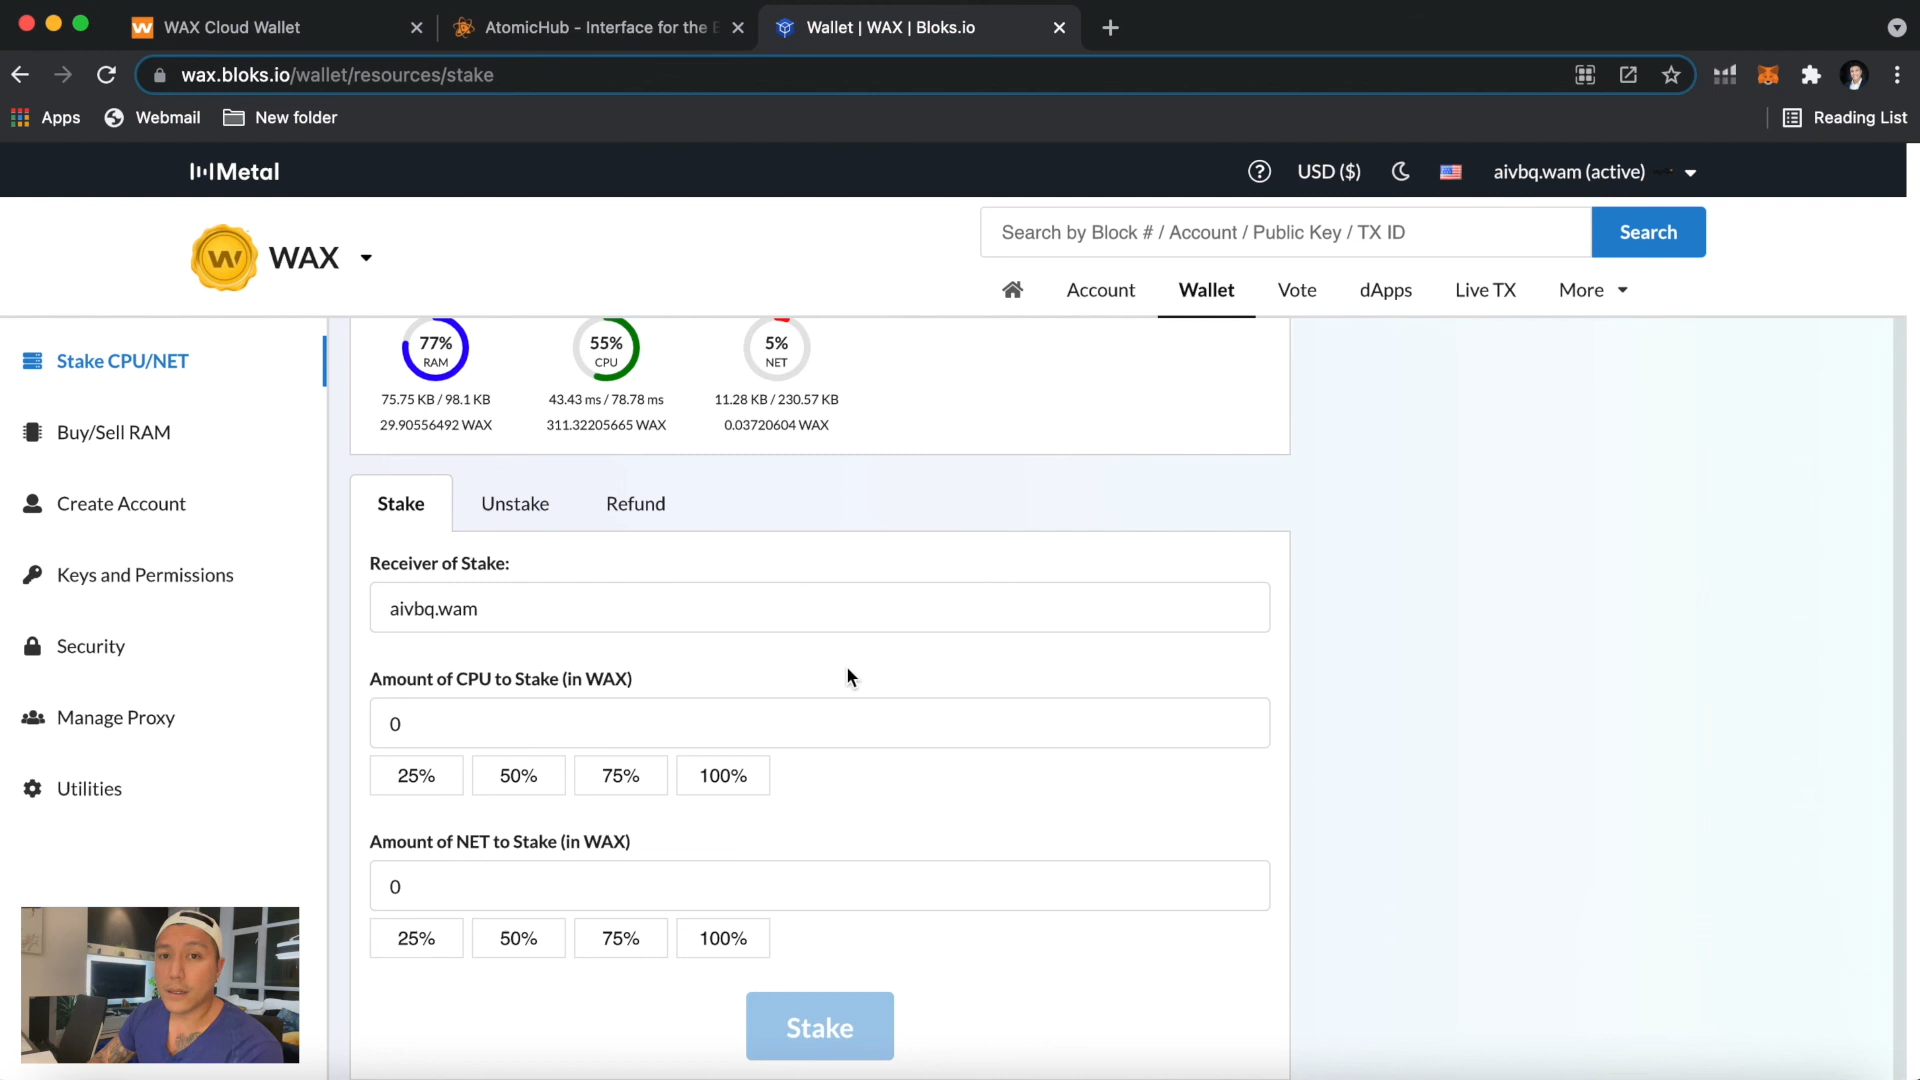 WAX Cloud Wallet
AtomicHub - Interface for the E
Wallet | WAX | Bloks.io
wax.bloks.io/wallet/resources/stake
Apps
Webmail
New folder
Reading List
Metal
USD ($)
aivbq.wam (active)
W
WAX
Search by Block # / Account / Public Key / TX ID
Search
Account
Wallet
Vote
dApps
Live TX
More
Stake CPU/NET
Buy/Sell RAM
Create Account
Keys and Permissions
Security
Manage Proxy
Utilities
77%
RAM
75.75 KB / 98.1 KB
29.90556492 WAX
55%
CPU
43.43 ms / 78.78 ms
311.32205665 WAX
5%
NET
11.28 KB / 230.57 KB
0.03720604 WAX
Stake
Unstake
Refund
Receiver of Stake:
aivbq.wam
Amount of CPU to Stake (in WAX)
0
25%
50%
75%
100%
Amount of NET to Stake (in WAX)
0
25%
50%
75%
100%
Stake